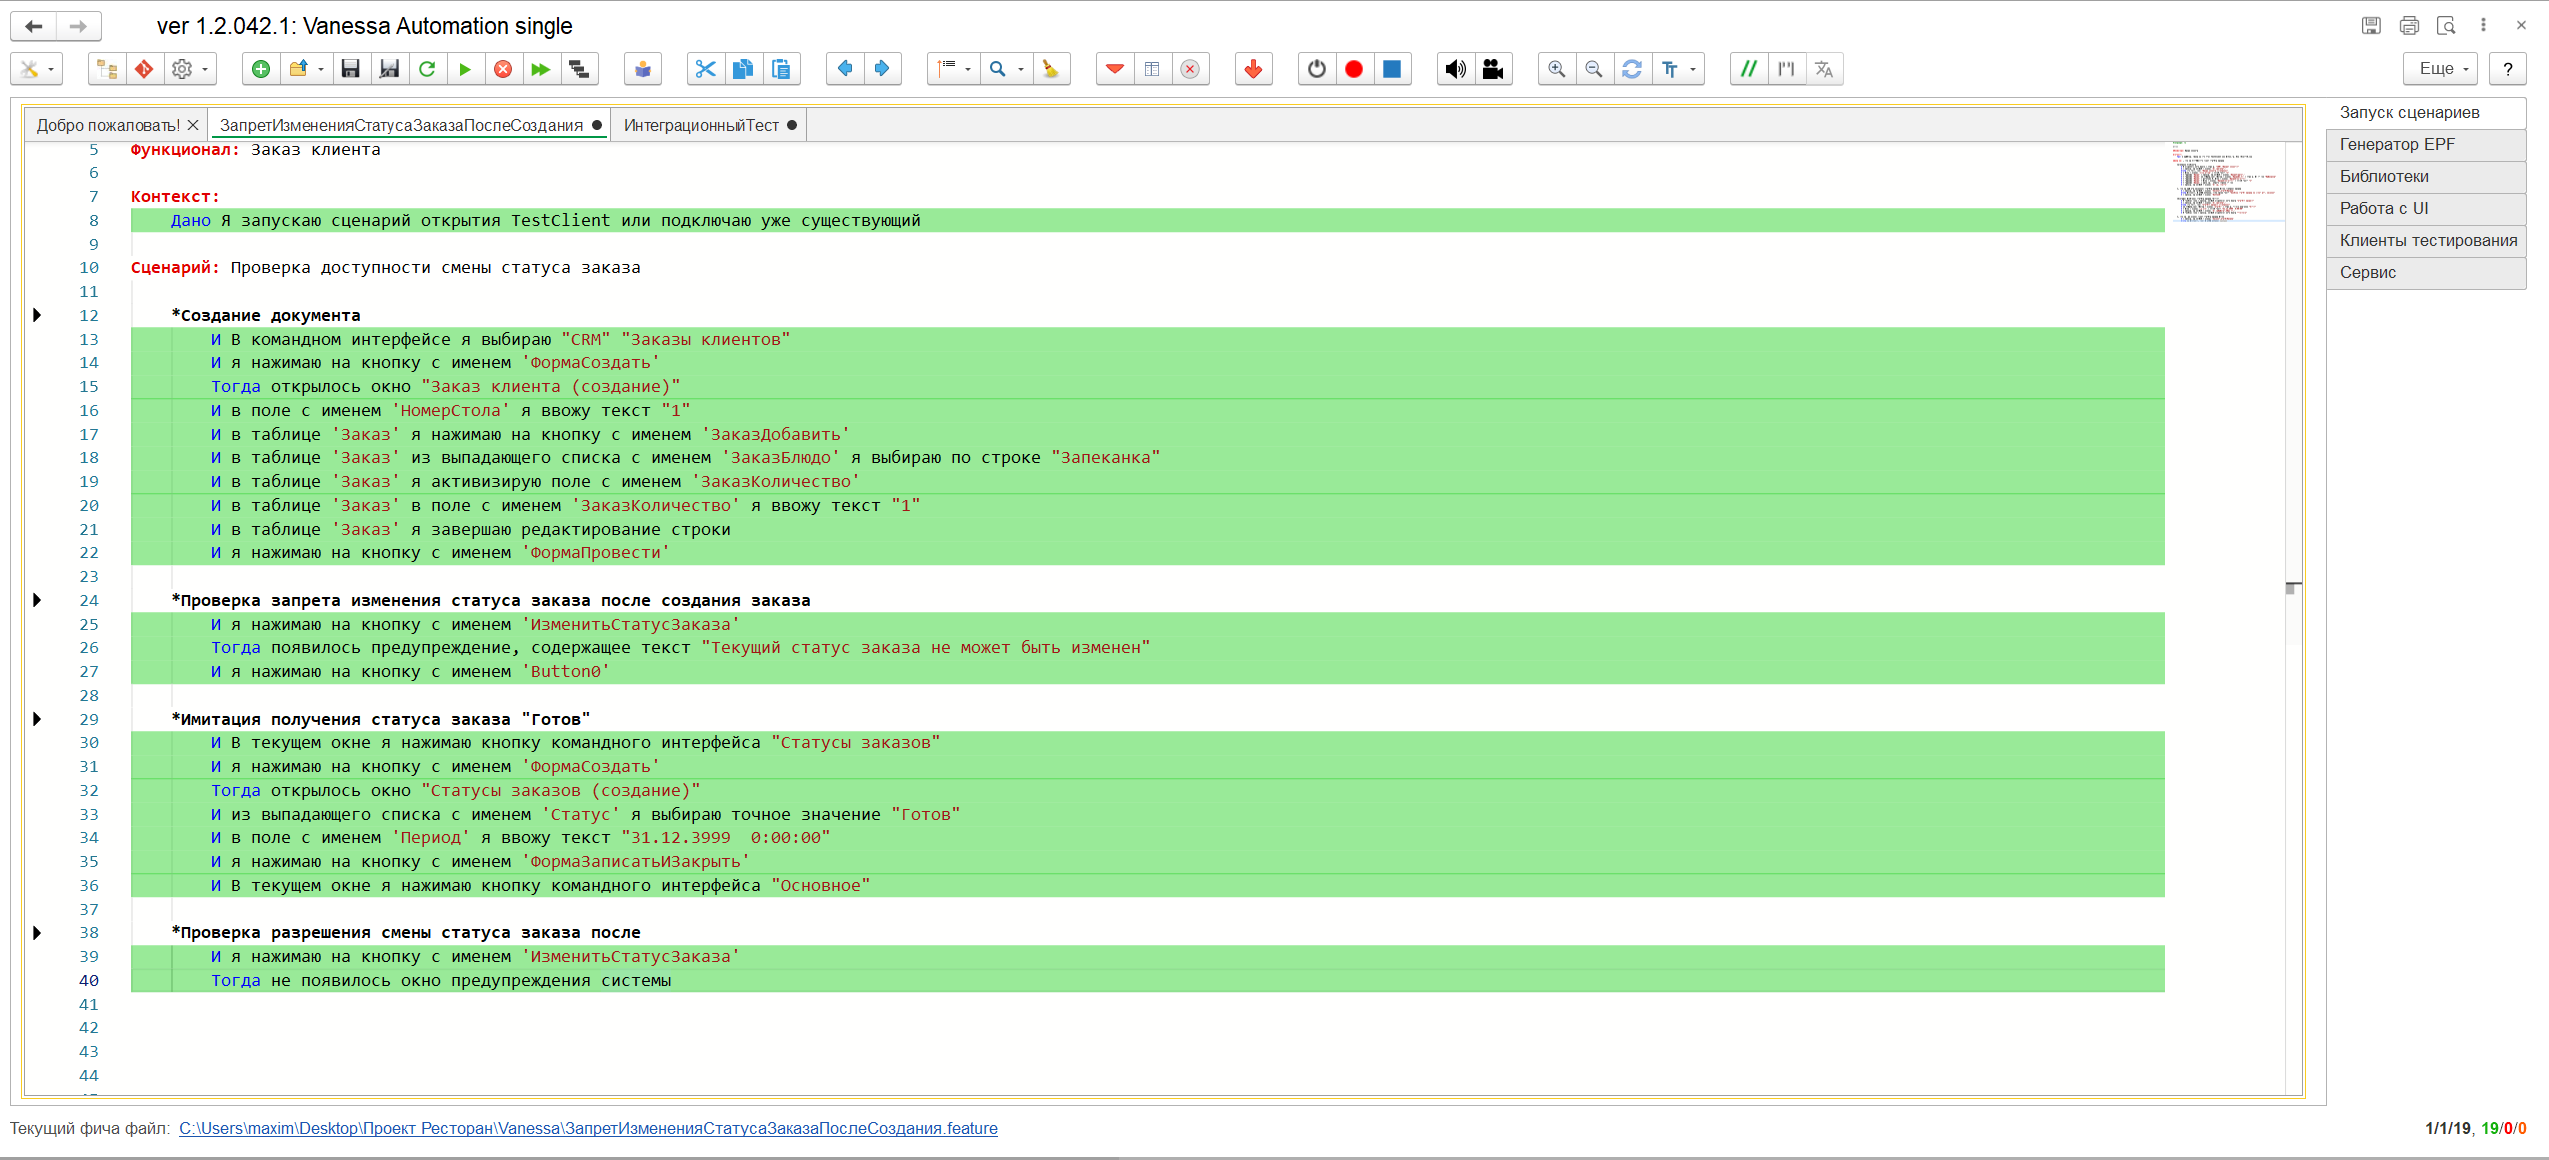 ver 1.2.042.1: Vanessa Automation single
Еще
?
Добро пожаловать!
ЗапретИзмененияСтатусаЗаказаПослеСоздания
ИнтеграционныйТест
Запуск сценариев
Генератор EPF
Библиотеки
Работа с UI
Клиенты тестирования
Сервис
5 Функционал: Заказ клиента
6
7 Контекст:
8 Дано Я запускаю сценарий открытия TestClient или подключаю уже существующий
9
10 Сценарий: Проверка доступности смены статуса заказа
11
12 *Создание документа
13 И В командном интерфейсе я выбираю "CRM" "Заказы клиентов"
14 И я нажимаю на кнопку с именем 'ФормаСоздать'
15 Тогда открылось окно "Заказ клиента (создание)"
16 И в поле с именем 'НомерСтола' я ввожу текст "1"
17 И в таблице 'Заказ' я нажимаю на кнопку с именем 'ЗаказДобавить'
18 И в таблице 'Заказ' из выпадающего списка с именем 'ЗаказБлюдо' я выбираю по строке "Запеканка"
19 И в таблице 'Заказ' я активизирую поле с именем 'ЗаказКоличество'
20 И в таблице 'Заказ' в поле с именем 'ЗаказКоличество' я ввожу текст "1"
21 И в таблице 'Заказ' я завершаю редактирование строки
22 И я нажимаю на кнопку с именем 'ФормаПровести'
23
24 *Проверка запрета изменения статуса заказа после создания заказа
25 И я нажимаю на кнопку с именем 'ИзменитьСтатусЗаказа'
26 Тогда появилось предупреждение, содержащее текст "Текущий статус заказа не может быть изменен"
27 И я нажимаю на кнопку с именем 'Button0'
28
29 *Имитация получения статуса заказа "Готов"
30 И В текущем окне я нажимаю кнопку командного интерфейса "Статусы заказов"
31 И я нажимаю на кнопку с именем 'ФормаСоздать'
32 Тогда открылось окно "Статусы заказов (создание)"
33 И из выпадающего списка с именем 'Статус' я выбираю точное значение "Готов"
34 И в поле с именем 'Период' я ввожу текст "31.12.3999  0:00:00"
35 И я нажимаю на кнопку с именем 'ФормаЗаписатьИЗакрыть'
36 И В текущем окне я нажимаю кнопку командного интерфейса "Основное"
37
38 *Проверка разрешения смены статуса заказа после
39 И я нажимаю на кнопку с именем 'ИзменитьСтатусЗаказа'
40 Тогда не появилось окно предупреждения системы
41
42
43
44
Текущий фича файл: C:\Users\maxim\Desktop\Проект Ресторан\Vanessa\ЗапретИзмененияСтатусаЗаказаПослеСоздания.feature
1/1/19, 19/0/0